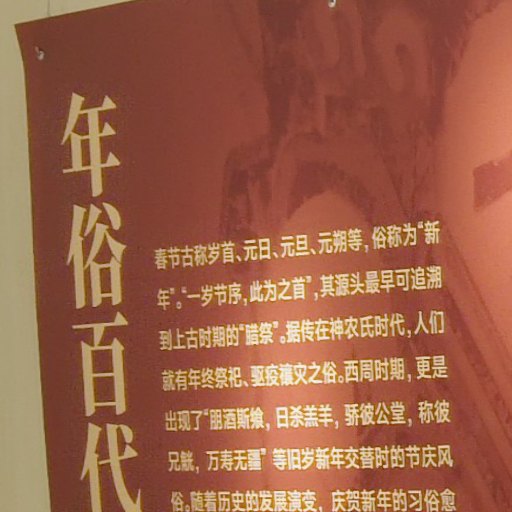 年俗百代
春节古称岁首、元日、元旦、元朔等，俗称为“新
年”。“一岁节序，此为之首”，其源头最早可追溯
到上古时期的“腊祭”。据传在神农氏时代，人们
就有年终祭祀、驱疫禳灾之俗。西周时期，更是
出现了“朋酒斯飨，日杀羔羊，跻彼公堂，称彼
兕觥，万寿无疆”等旧岁新年交替时的节庆风
俗。随着历史的发展演变，庆贺新年的习俗愈